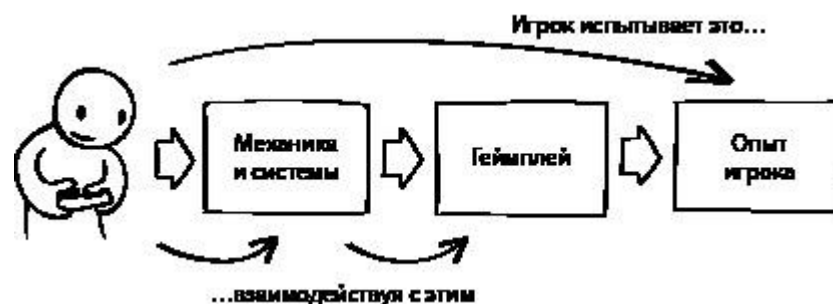 Игрок испытывает это...
Механика
и системы
Геймплей
Опыт
игрока
...взаимодействуя с этим